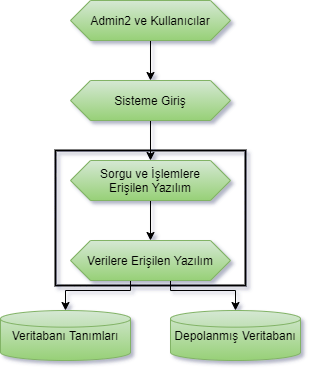 Admin2 ve Kullanıcılar
Sisteme Giriş
Sorgu ve İşlemlere
Erişilen Yazılım
Verilere Erişilen Yazılım
Veritabanı Tanımları
Depolanmış Veritabanı